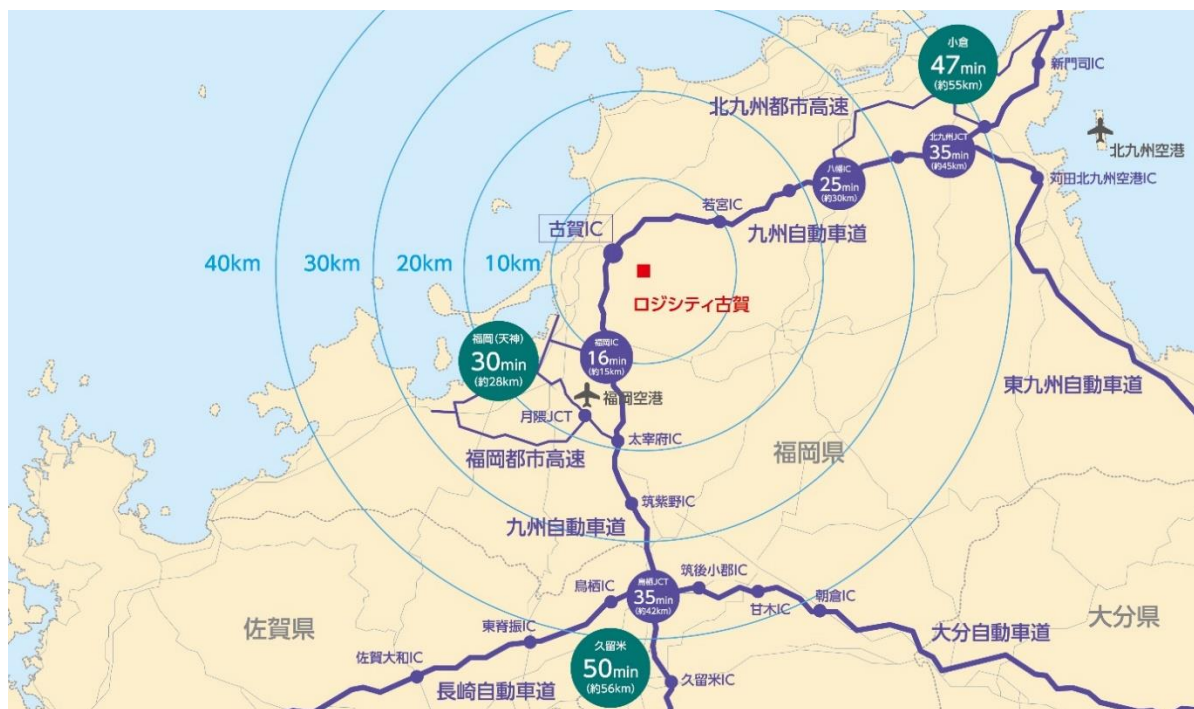 小倉
47min
(約55km)
新門司IC
北九州都市高速
北九州JCT
35min
(約45km)
北九州空港
八幡IC
25min
(約30km)
苅田北九州空港IC
若宮IC
古賀IC
九州自動車道
40km
30km
20km
10km
ロジシティ古賀
福岡(天神)
30min
(約28km)
福岡IC
16min
(約15km)
東九州自動車道
福岡空港
月隈JCT
太宰府IC
福岡県
福岡都市高速
筑紫野IC
九州自動車道
筑後小郡IC
鳥栖JCT
35min
(約42km)
鳥栖IC
甘木IC
朝倉IC
大分県
佐賀県
東脊振IC
大分自動車道
久留米
50min
(約56km)
佐賀大和IC
長崎自動車道
久留米IC